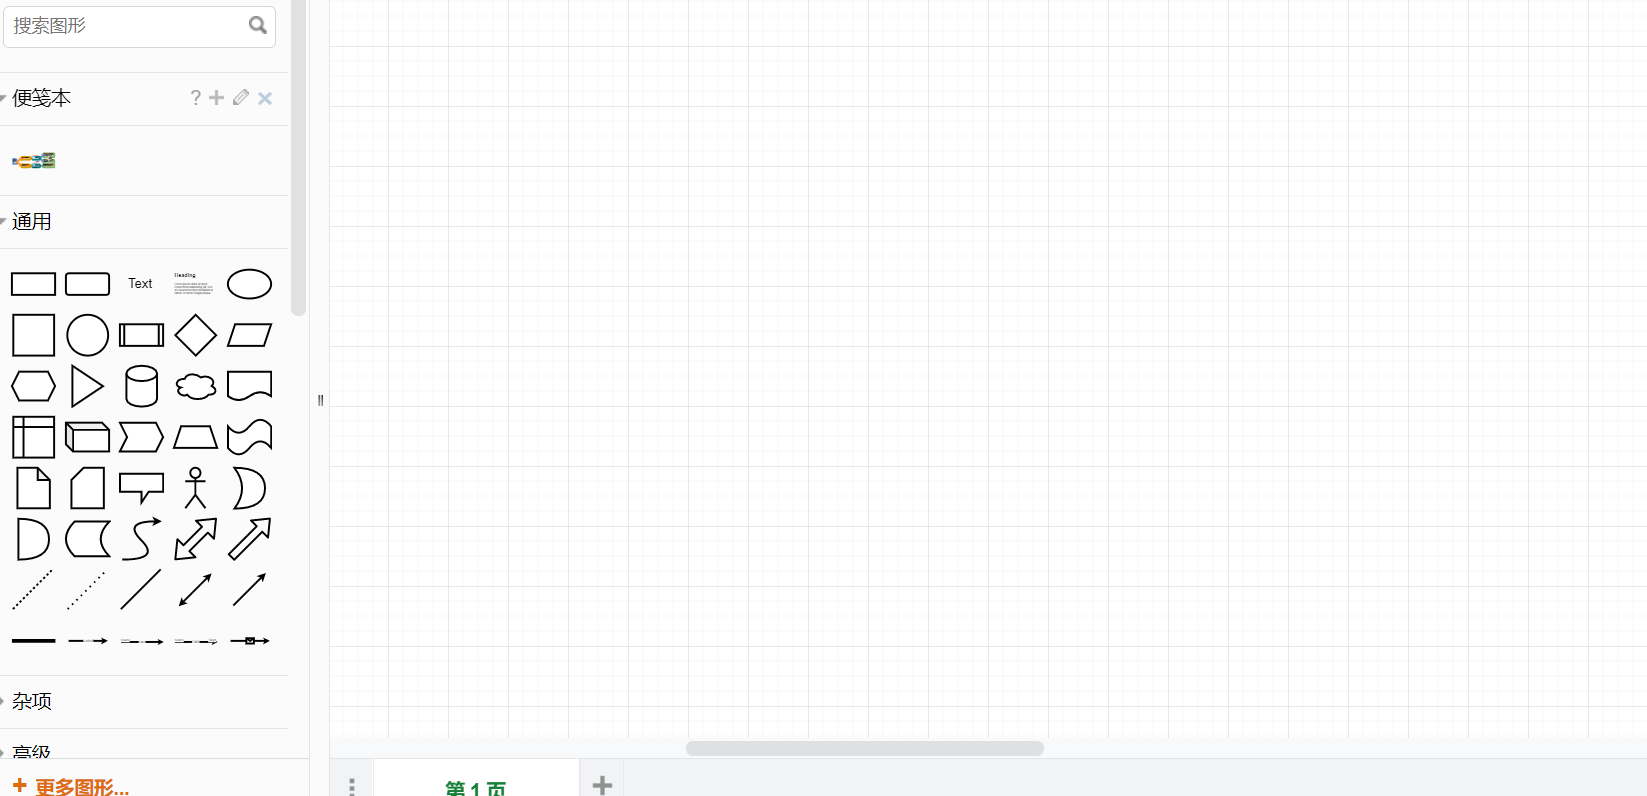 搜索图形
便笺本
?
通用
Text
Heading
杂项
高级
更多图形...
第 1 页